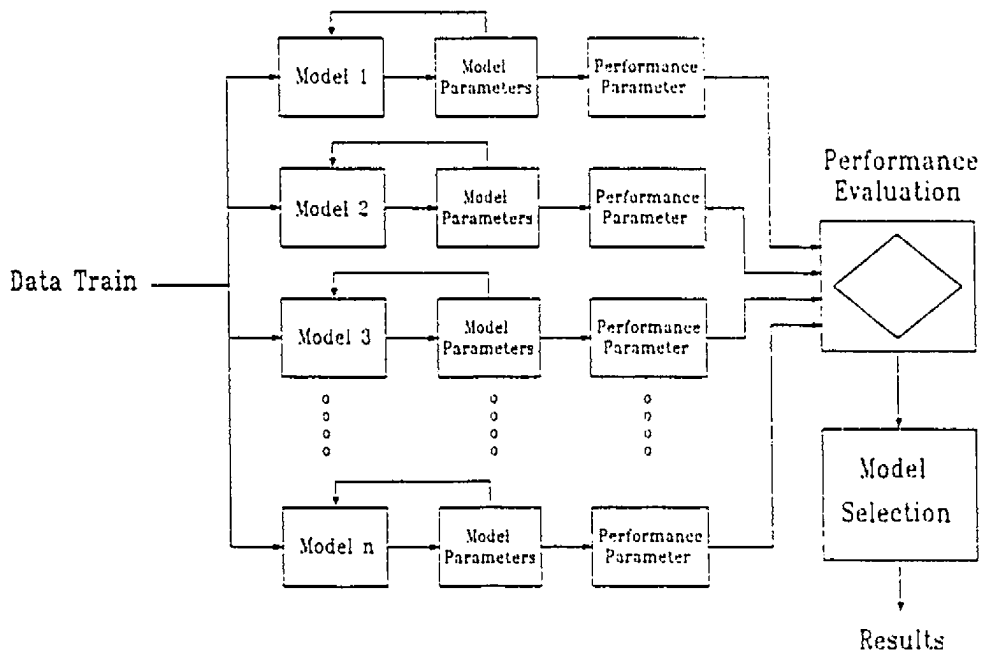 Model 1
Model
Parameters
Performance
Parameter
Performance
Evaluation
Model 2
Model
Parameters
Performance
Parameter
Data Train
Model 3
Model
Parameters
Performance
Parameter
Model
Selection
Model n
Model
Parameters
Performance
Parameter
Results